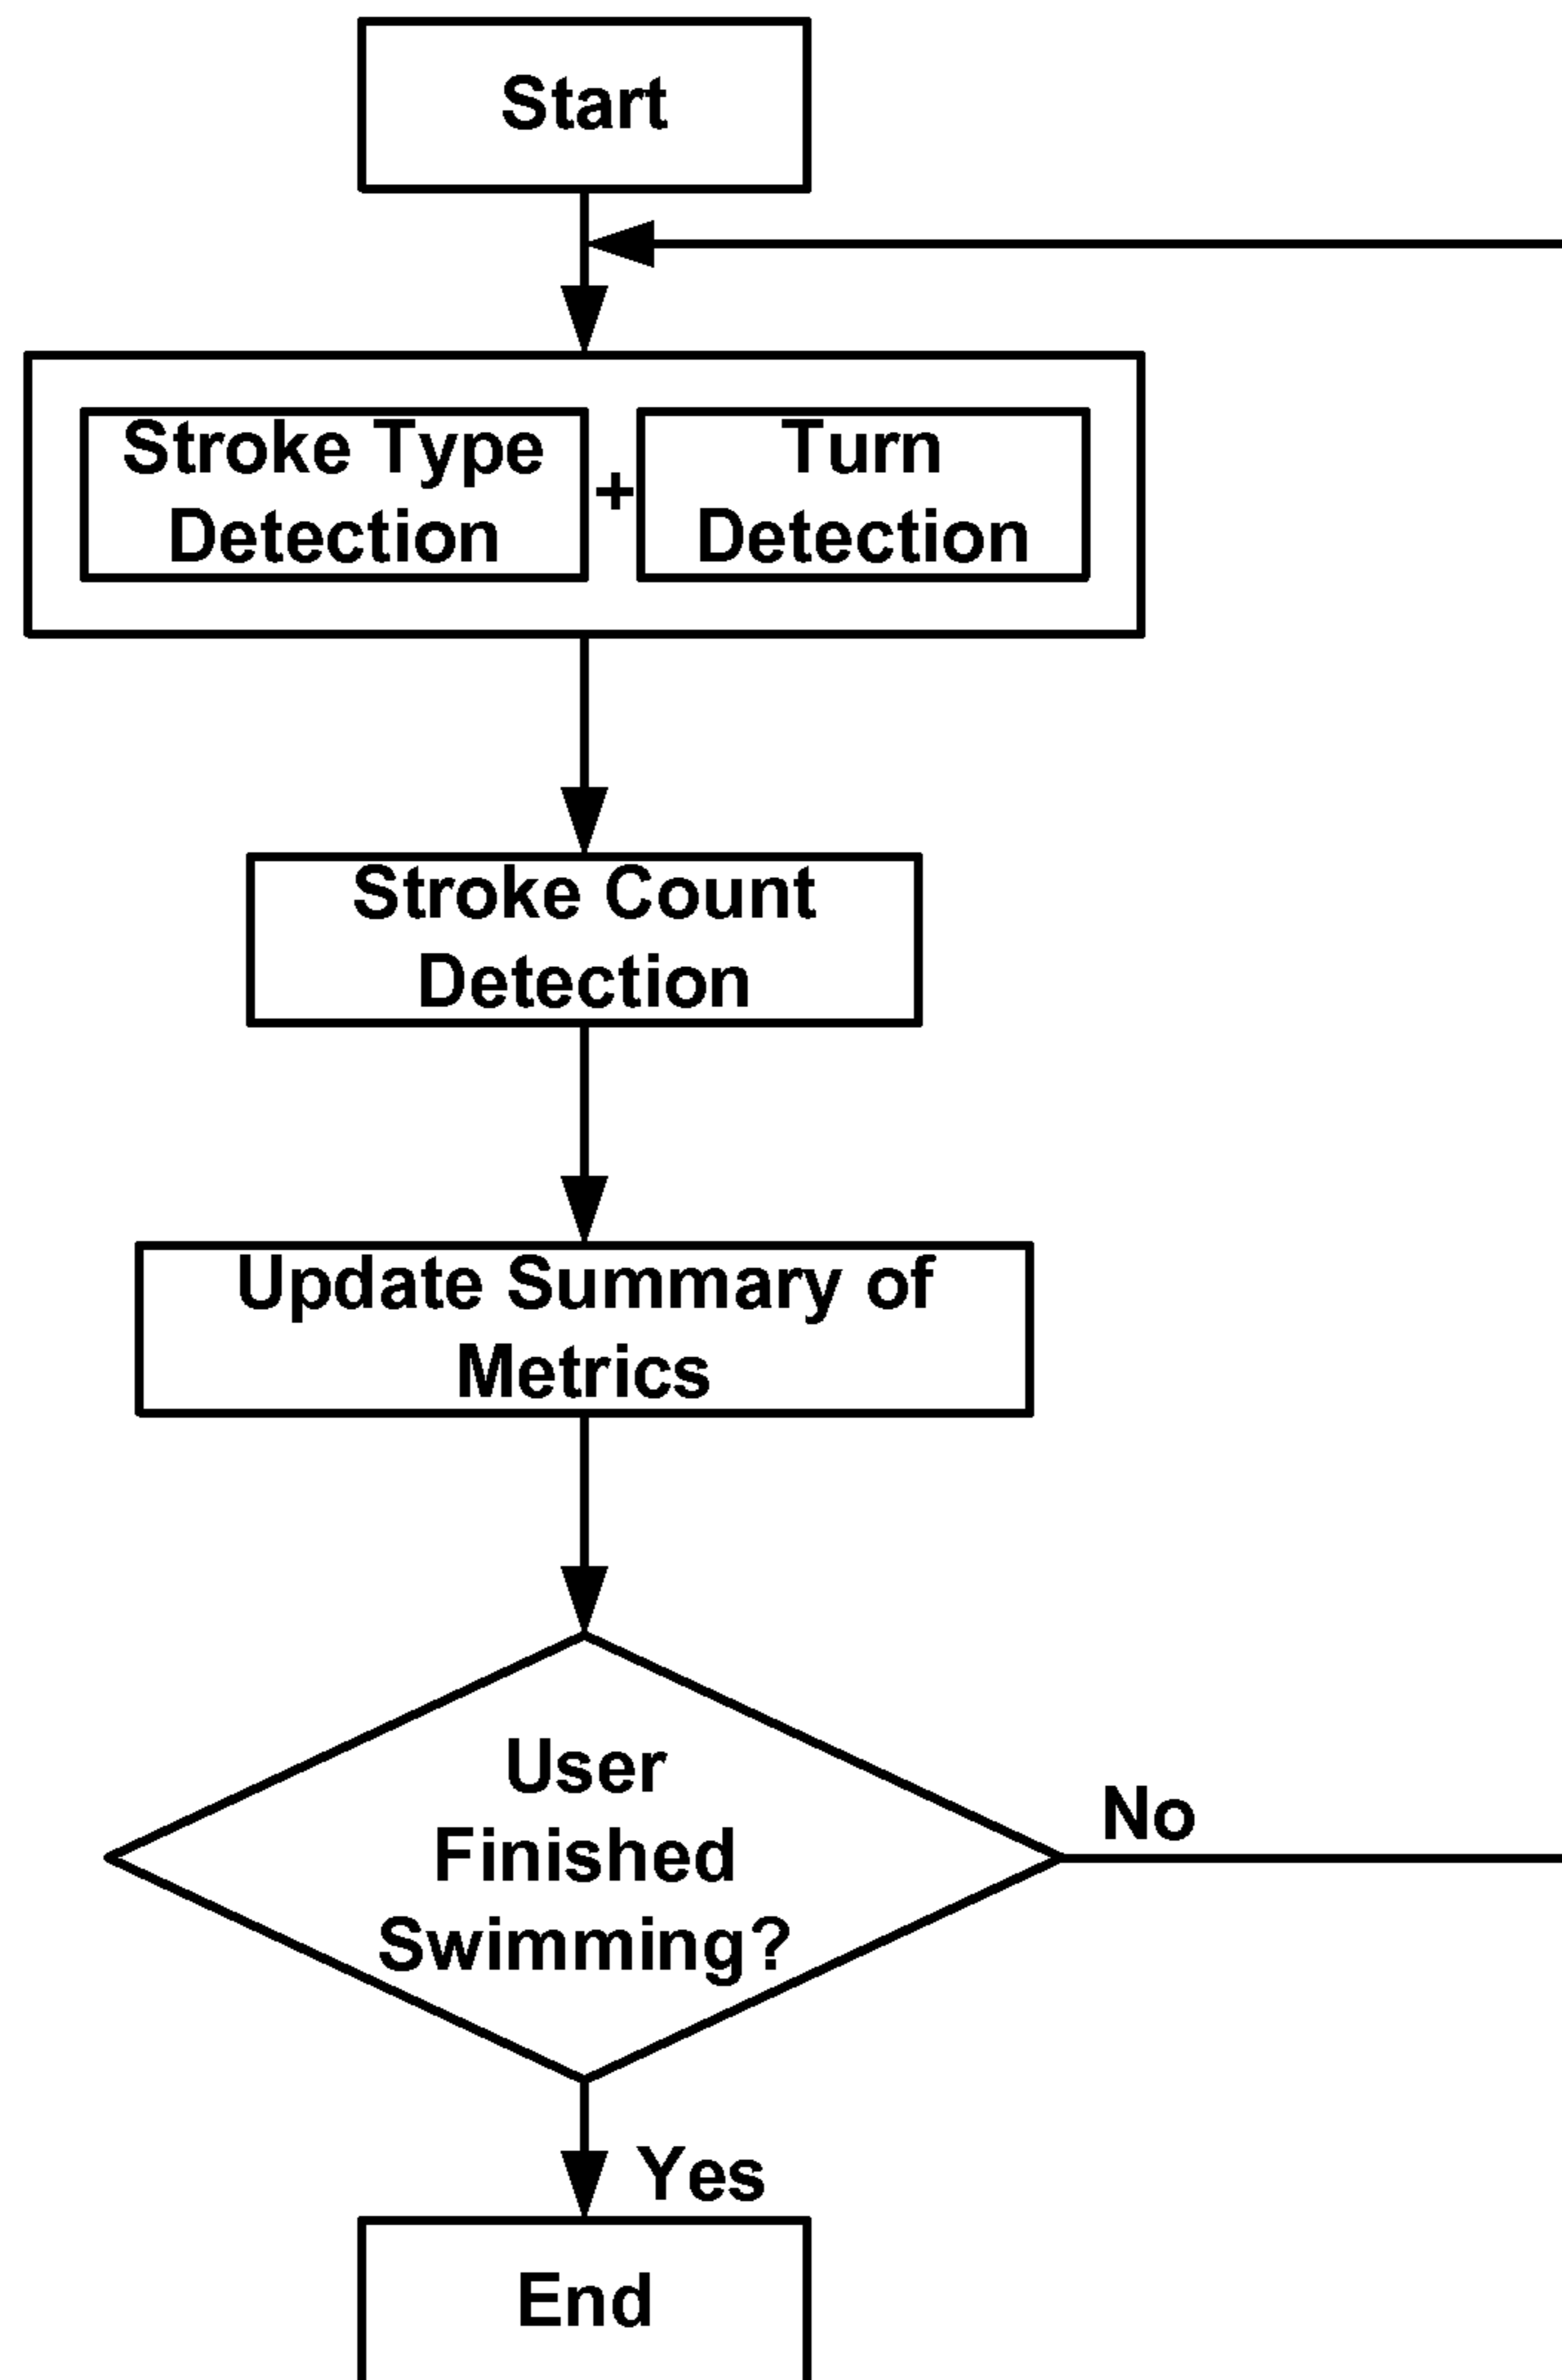 Start
Stroke Type
Detection
+
Turn
Detection
Stroke Count
Detection
Update Summary of
Metrics
User
Finished
Swimming?
No
Yes
End